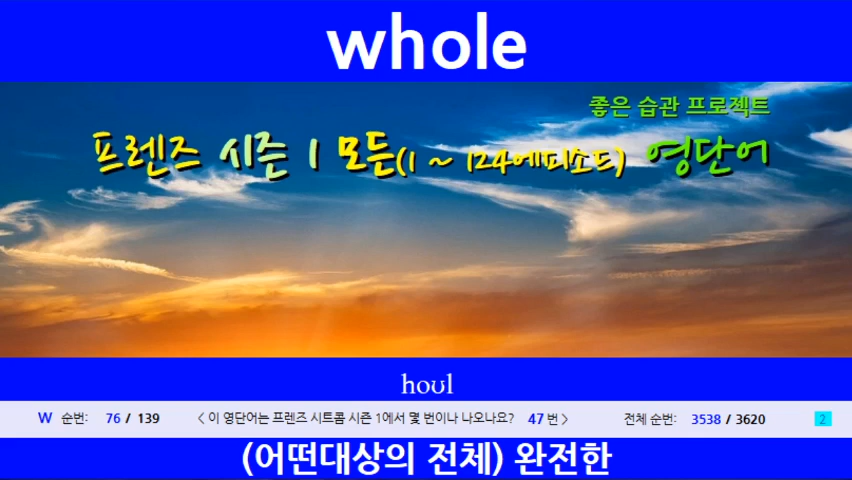 whole
좋은 습관 프로젝트
프렌즈 시즌 1 모든(1 ~ 124에피소드) 영단어
houl
W 순번: 76 / 139 < 이 영단어는 프렌즈 시트콤 시즌 1에서 몇 번이나 나오나요? 47 번 > 전체 순번: 3538 / 3620 2
(어떤대상의 전체) 완전한